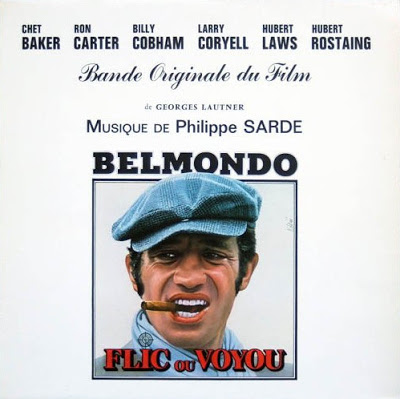 CHET RON BILLY LARRY HUBERT HUBERT
BAKER CARTER COBHAM CORYELL LAWS ROSTAING
Bande Originale du Film
de GEORGES LAUTNER
MUSIQUE DE Philippe SARDE
BELMONDO
FLIC OU VOYOU